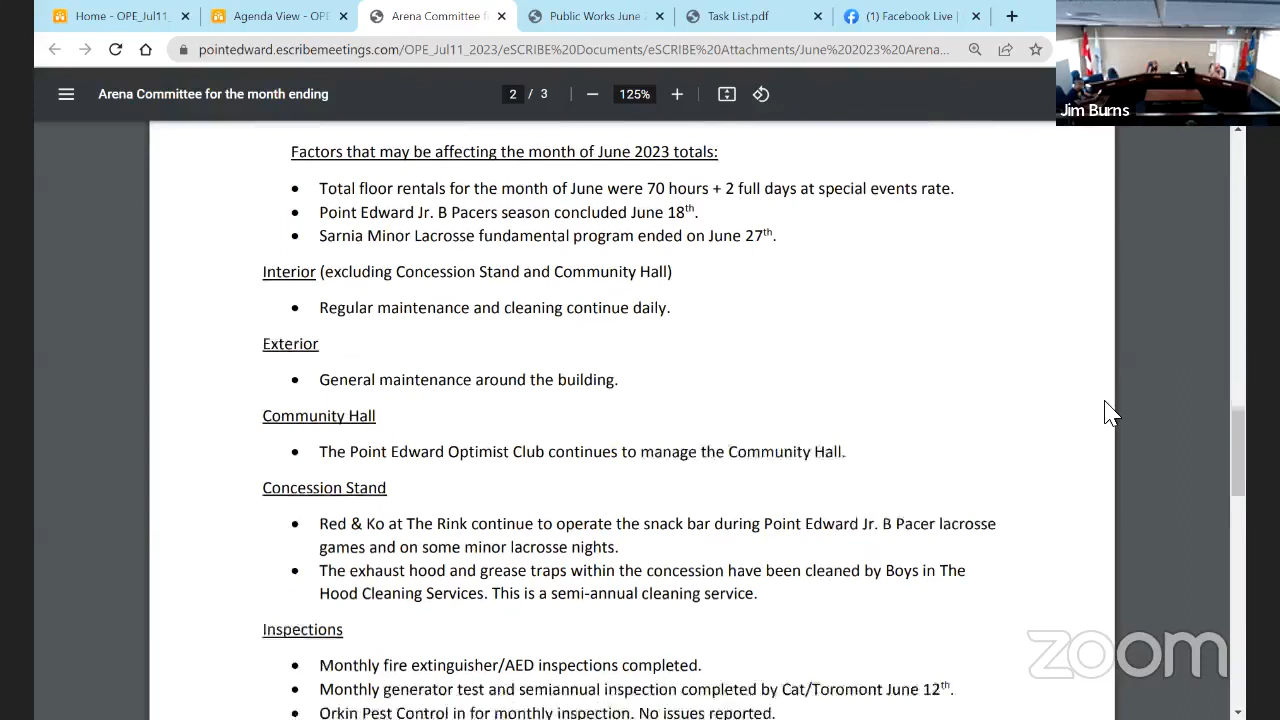 Home - OPE_Jul11_
Agenda View - OPE
Arena Committee f
Public Works June
Task List.pdf
(1) Facebook Live
pointedward.escribemeetings.com/OPE_Jul11_2023/eSCRIBE%20Documents/eSCRIBE%20Attachments/June%202023%20Arena...
Arena Committee for the month ending
2 / 3
125%
Jim Burns
Factors that may be affecting the month of June 2023 totals:
• Total floor rentals for the month of June were 70 hours + 2 full days at special events rate.
• Point Edward Jr. B Pacers season concluded June 18th.
• Sarnia Minor Lacrosse fundamental program ended on June 27th.
Interior (excluding Concession Stand and Community Hall)
• Regular maintenance and cleaning continue daily.
Exterior
• General maintenance around the building.
Community Hall
• The Point Edward Optimist Club continues to manage the Community Hall.
Concession Stand
• Red & Ko at The Rink continue to operate the snack bar during Point Edward Jr. B Pacer lacrosse
games and on some minor lacrosse nights.
• The exhaust hood and grease traps within the concession have been cleaned by Boys in The
Hood Cleaning Services. This is a semi-annual cleaning service.
Inspections
• Monthly fire extinguisher/AED inspections completed.
• Monthly generator test and semiannual inspection completed by Cat/Toromont June 12th.
• Orkin Pest Control in for monthly inspection. No issues reported.
zoom